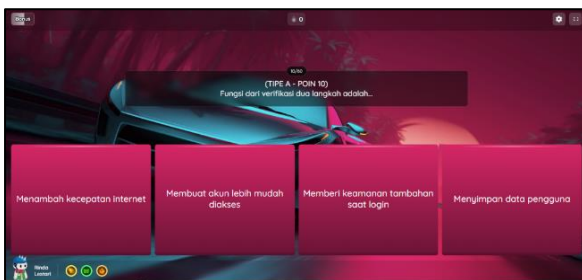 Bonus
0
10/60
(TIPE A - POIN 10)
Fungsi dari verifikasi dua langkah adalah...
Menambah kecepatan internet
Membuat akun lebih mudah
diakses
Memberi keamanan tambahan
saat login
Menyimpan data pengguna
Rinda
Lestari